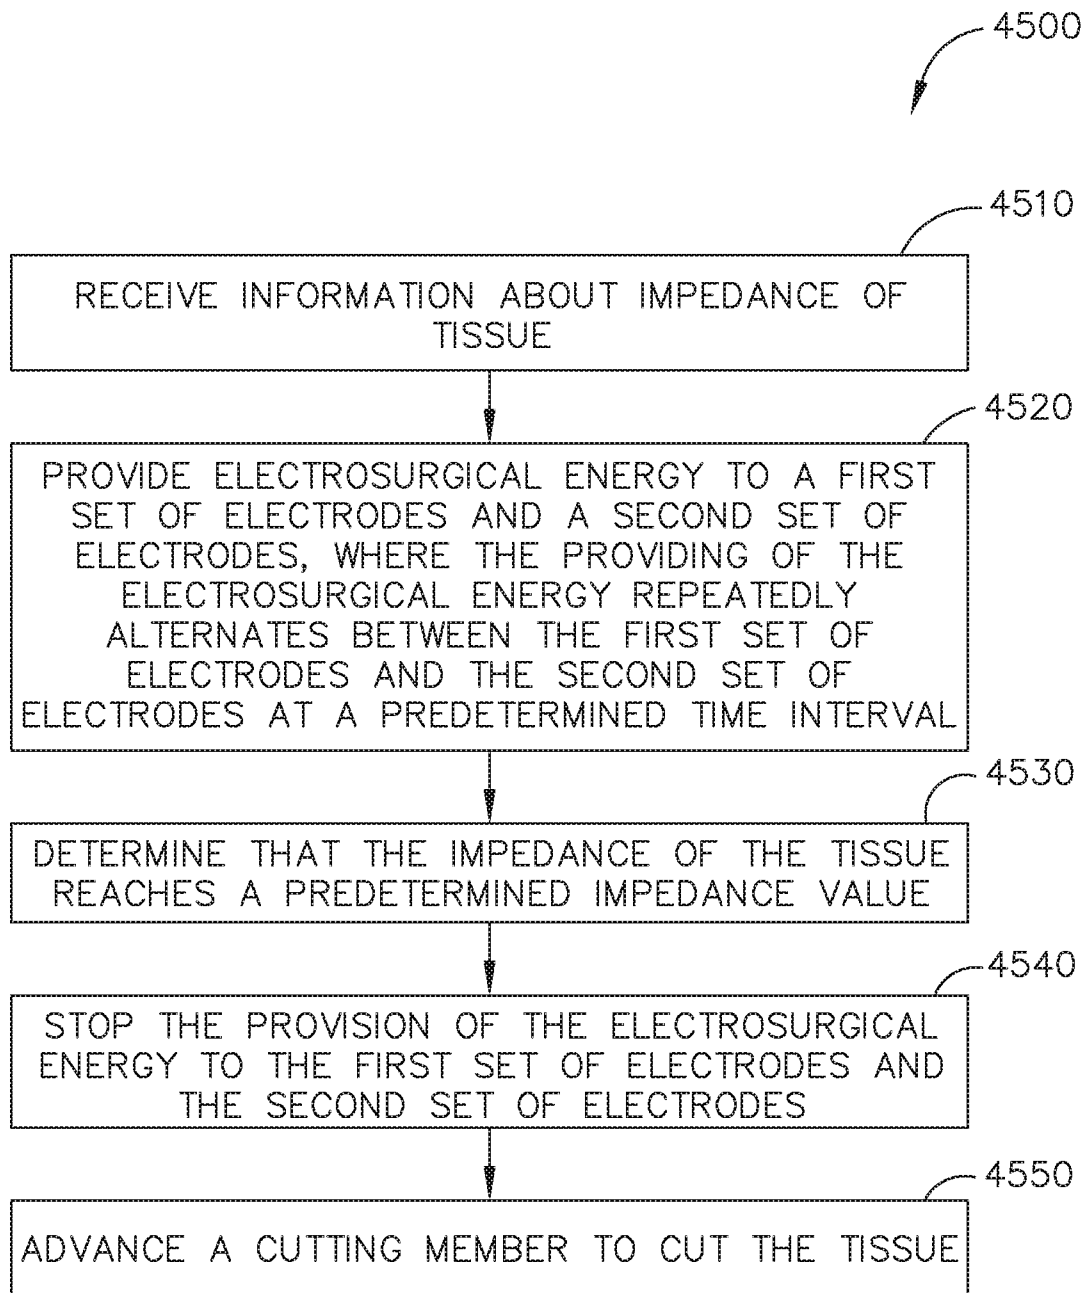 4500
4510
RECEIVE INFORMATION ABOUT IMPEDANCE OF
TISSUE
4520
PROVIDE ELECTROSURGICAL ENERGY TO A FIRST
SET OF ELECTRODES AND A SECOND SET OF
ELECTRODES, WHERE THE PROVIDING OF THE
ELECTROSURGICAL ENERGY REPEATEDLY
ALTERNATES BETWEEN THE FIRST SET OF
ELECTRODES AND THE SECOND SET OF
ELECTRODES AT A PREDETERMINED TIME INTERVAL
4530
DETERMINE THAT THE IMPEDANCE OF THE TISSUE
REACHES A PREDETERMINED IMPEDANCE VALUE
4540
STOP THE PROVISION OF THE ELECTROSURGICAL
ENERGY TO THE FIRST SET OF ELECTRODES AND
THE SECOND SET OF ELECTRODES
4550
ADVANCE A CUTTING MEMBER TO CUT THE TISSUE